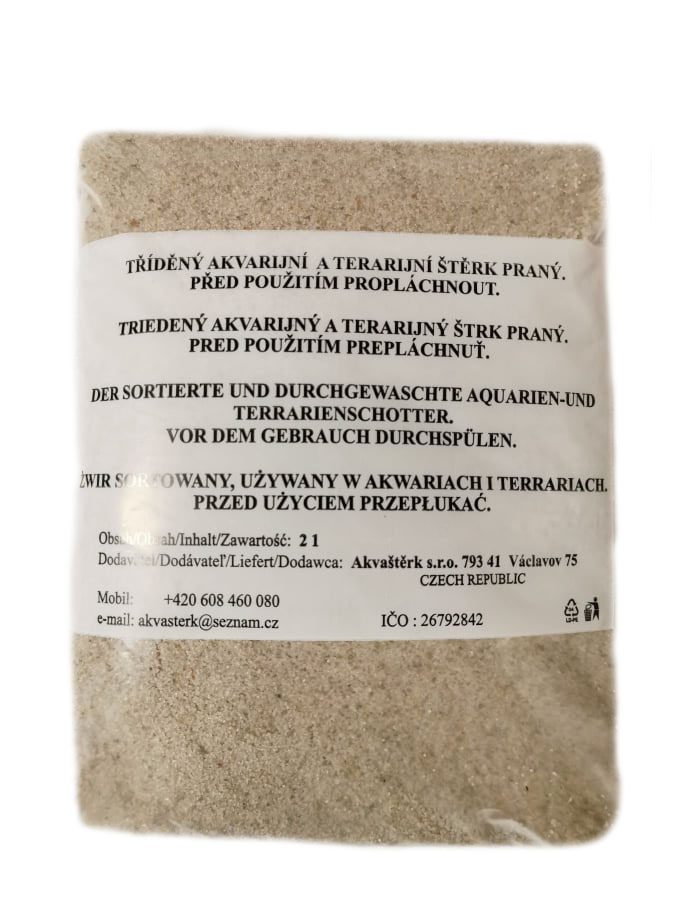 TŘÍDĚNÝ AKVARIJNÍ A TERARIJNÍ ŠTĚRK PRANÝ.
PŘED POUŽITÍM PROPLÁCHNOUT.
TRIEDENÝ AKVARIJNÝ A TERARIJNÝ ŠTRK PRANÝ.
PRED POUŽITÍM PREPLÁCHNUŤ.
DER SORTIERTE UND DURCHGEWASCHTE AQUARIEN-UND
TERRARIENSCHOTTER.
VOR DEM GEBRAUCH DURCHSPÜLEN.
ŻWIR SORTOWANY, UŻYWANY W AKWARIACH I TERRARIACH.
PRZED UŻYCIEM PRZEPŁUKAĆ.
Obsah/Obsah/Inhalt/Zawartość: 2 l
Dodavatel/Dodávateľ/Liefert/Dodawca: Akvaštěrk s.r.o. 793 41 Václavov 75
CZECH REPUBLIC
Mobil: +420 608 460 080
e-mail: akvasterk@seznam.cz IČO : 26792842
04
LD-PE